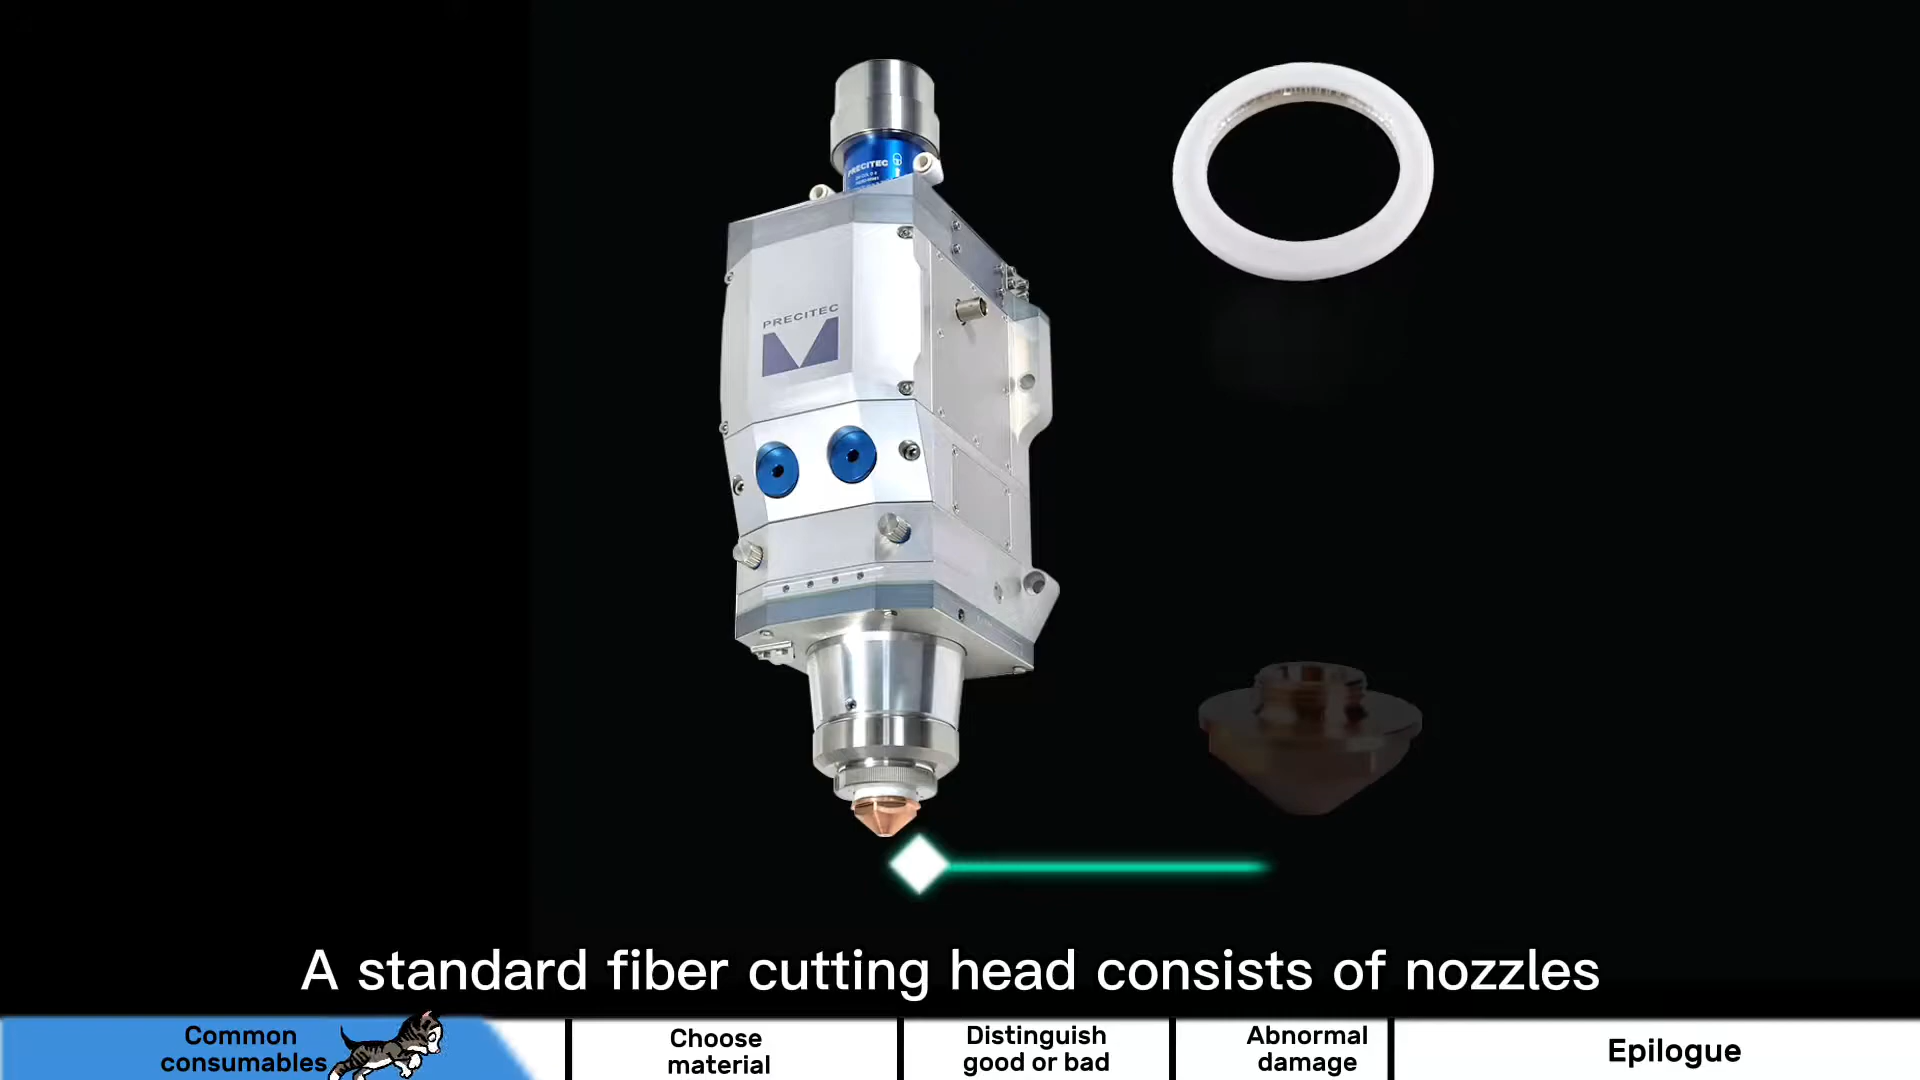 PRECITEC
PRECITEC
A standard fiber cutting head consists of nozzles
Common
consumables
Choose
material
Distinguish
good or bad
Abnormal
damage
Epilogue